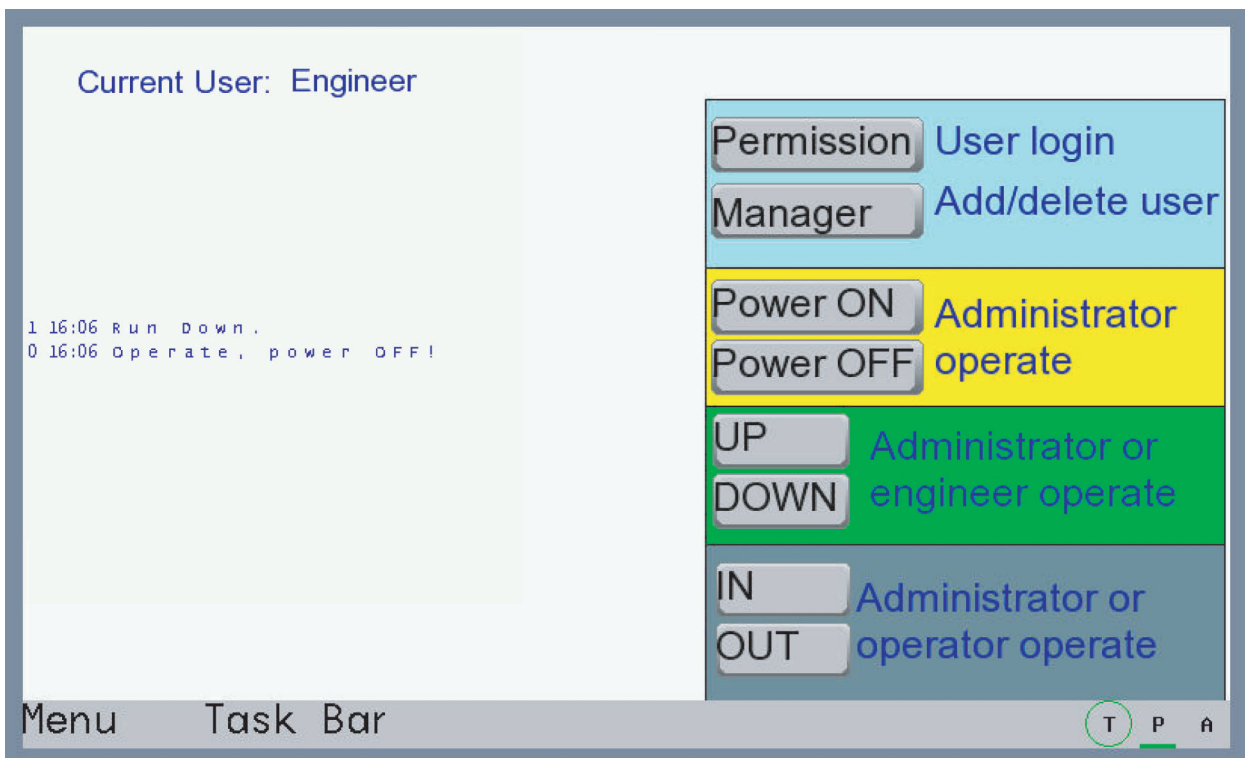 Current User: Engineer
1 16:06 Run Down.
0 16:06 Operate, power OFF!
Permission User login
Manager Add/delete user
Power ON
Power OFF
Administrator
operate
UP
DOWN
Administrator or
engineer operate
IN
OUT
Administrator or
operator operate
Menu Task Bar T P A